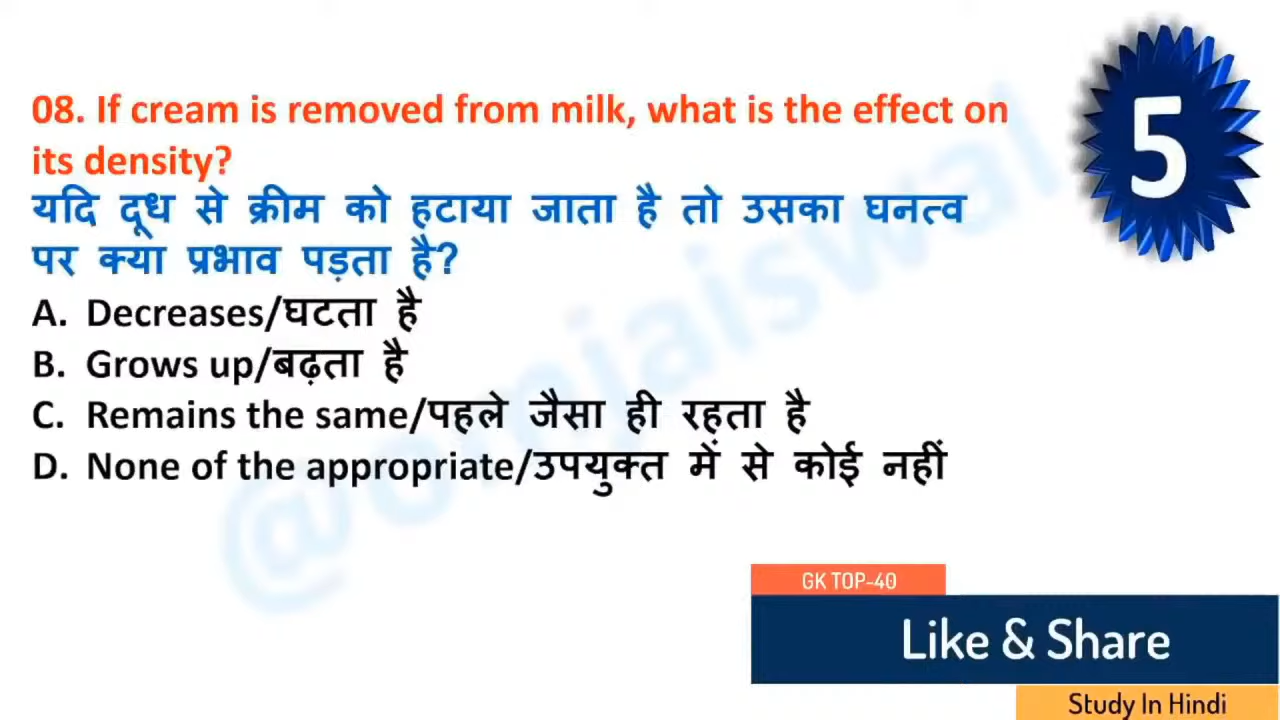 08. If cream is removed from milk, what is the effect on
its density?
यदि दूध से क्रीम को हटाया जाता है तो उसका घनत्व
पर क्या प्रभाव पड़ता है?
A. Decreases/घटता है
B. Grows up/बढ़ता है
C. Remains the same/पहले जैसा ही रहता है
D. None of the appropriate/उपयुक्त में से कोई नहीं
5
@omjaiswal
GK TOP-40
Like & Share
Study In Hindi